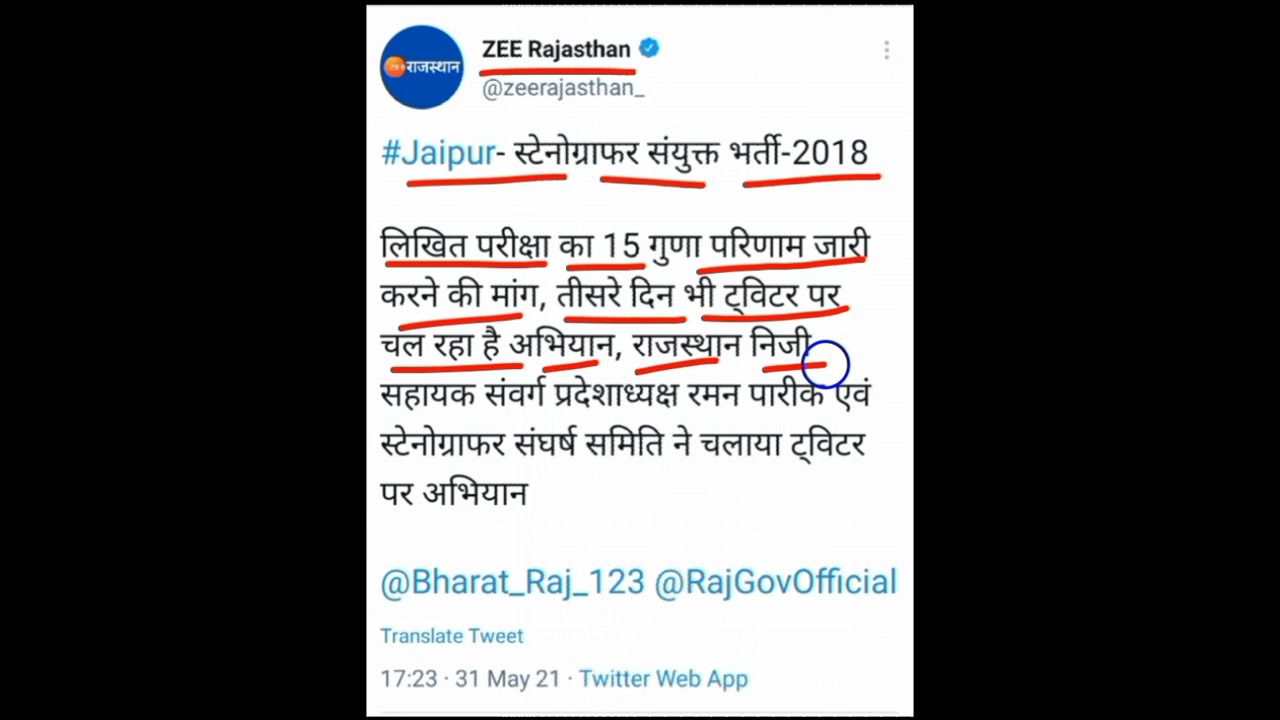 ZEE राजस्थान
ZEE Rajasthan
@zeerajasthan_
#Jaipur- स्टेनोग्राफर संयुक्त भर्ती-2018
लिखित परीक्षा का 15 गुणा परिणाम जारी
करने की मांग, तीसरे दिन भी ट्विटर पर
चल रहा है अभियान, राजस्थान निजी
सहायक संवर्ग प्रदेशाध्यक्ष रमन पारीक एवं
स्टेनोग्राफर संघर्ष समिति ने चलाया ट्विटर
पर अभियान
@Bharat_Raj_123 @RajGovOfficial
Translate Tweet
17:23 · 31 May 21 · Twitter Web App